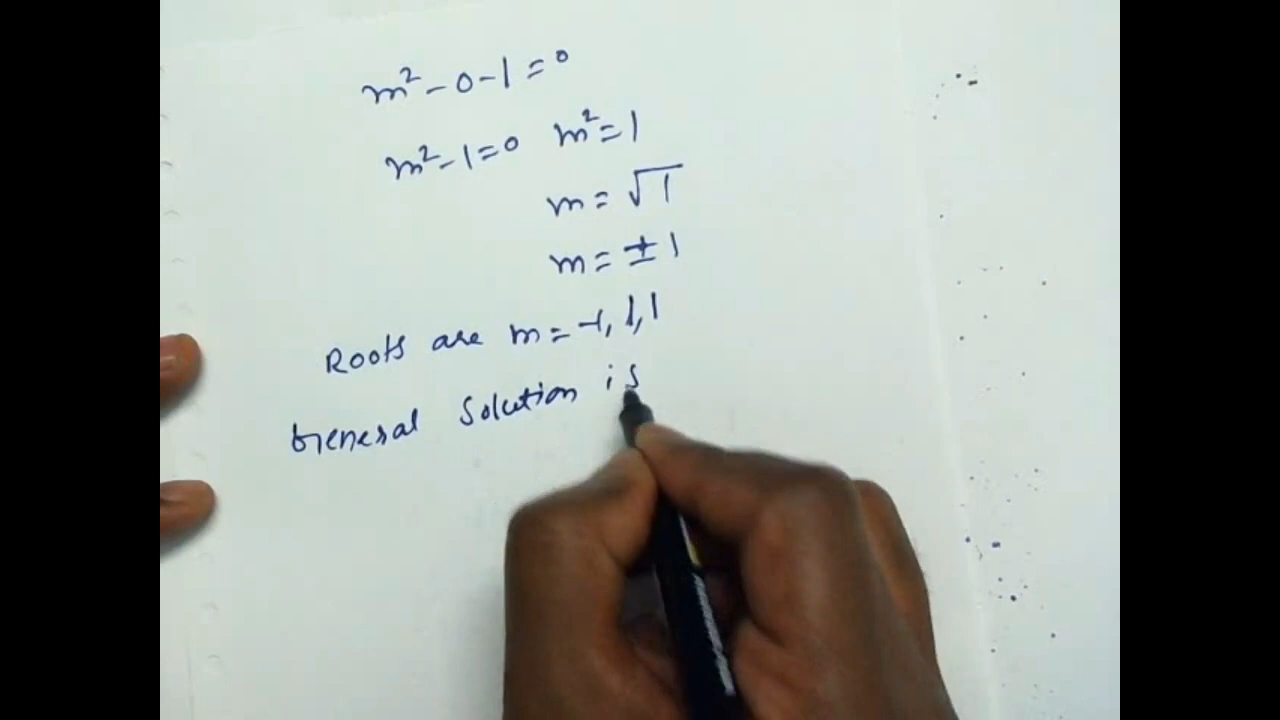 m² - 0 - 1 = 0
m² - 1 = 0 m² = 1
m = √1
m = ± 1
Roots are m = -1, 1, 1
General Solution is